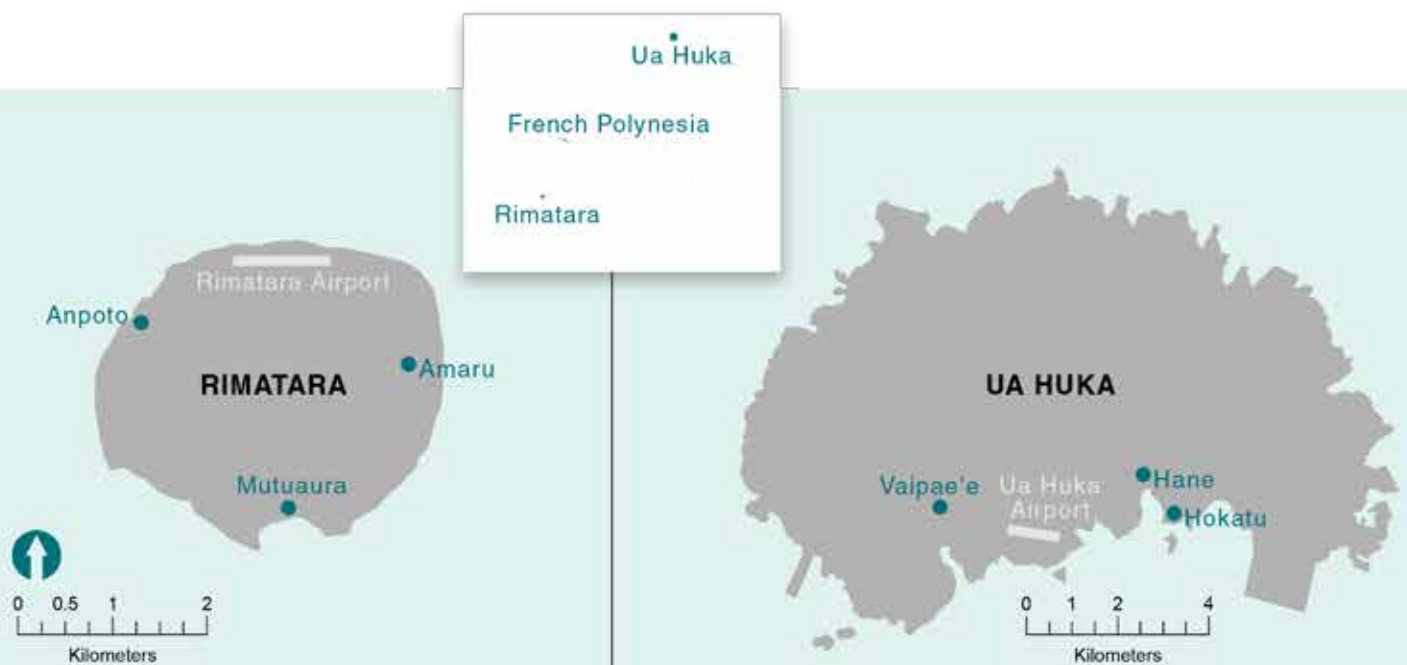 Ua Huka
French Polynesia
Rimatara
Rimatara Airport
Anpoto
Amaru
RIMATARA
Mutuaura
0 0.5 1 2
Kilometers
UA HUKA
Vaipae'e
Ua Huka
Airport
Hane
Hokatu
0 1 2 4
Kilometers